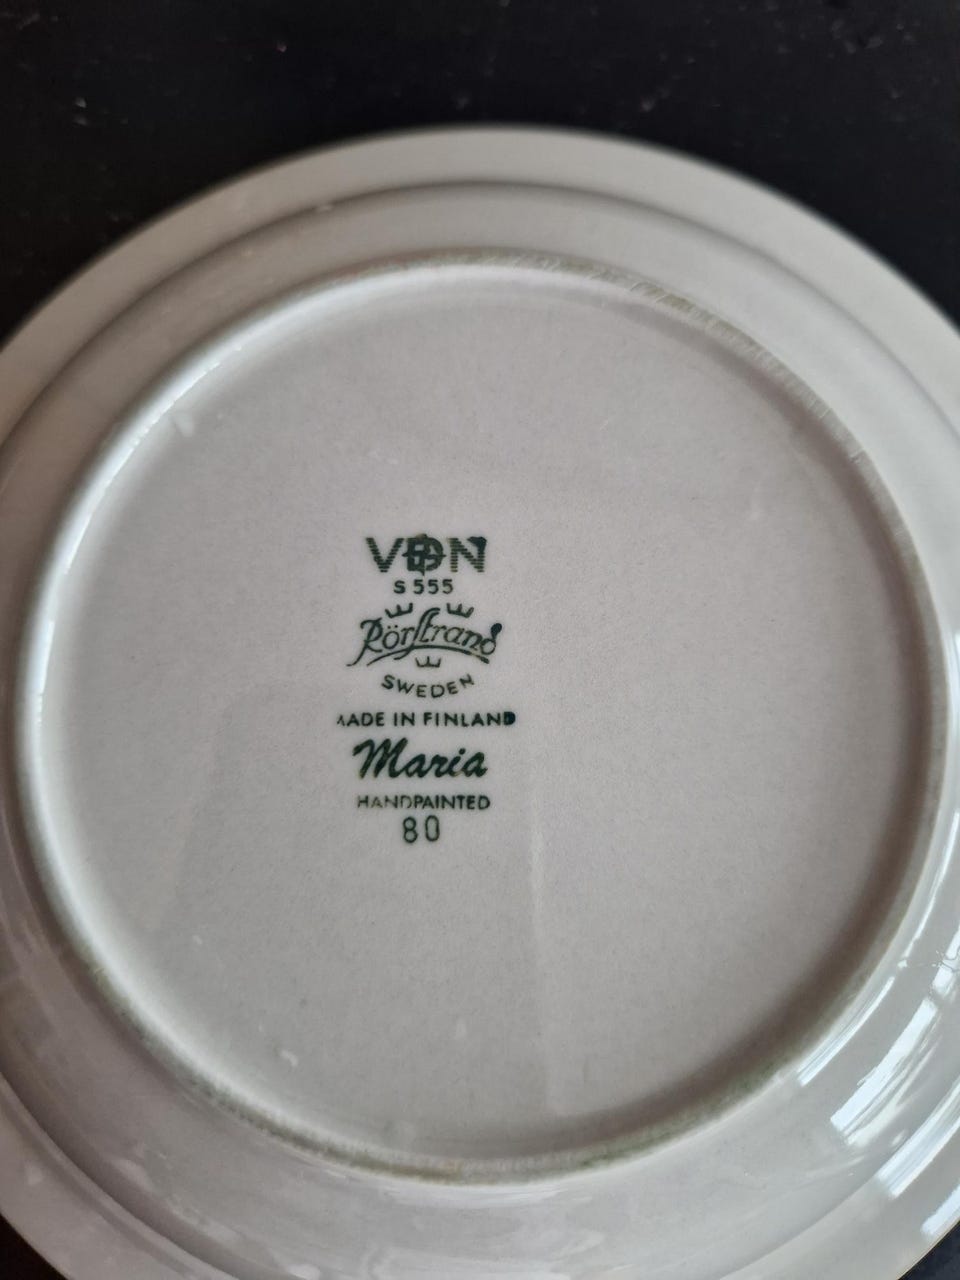 VDN
S 555
Rörstrand
SWEDEN
MADE IN FINLAND
Maria
HANDPAINTED
80